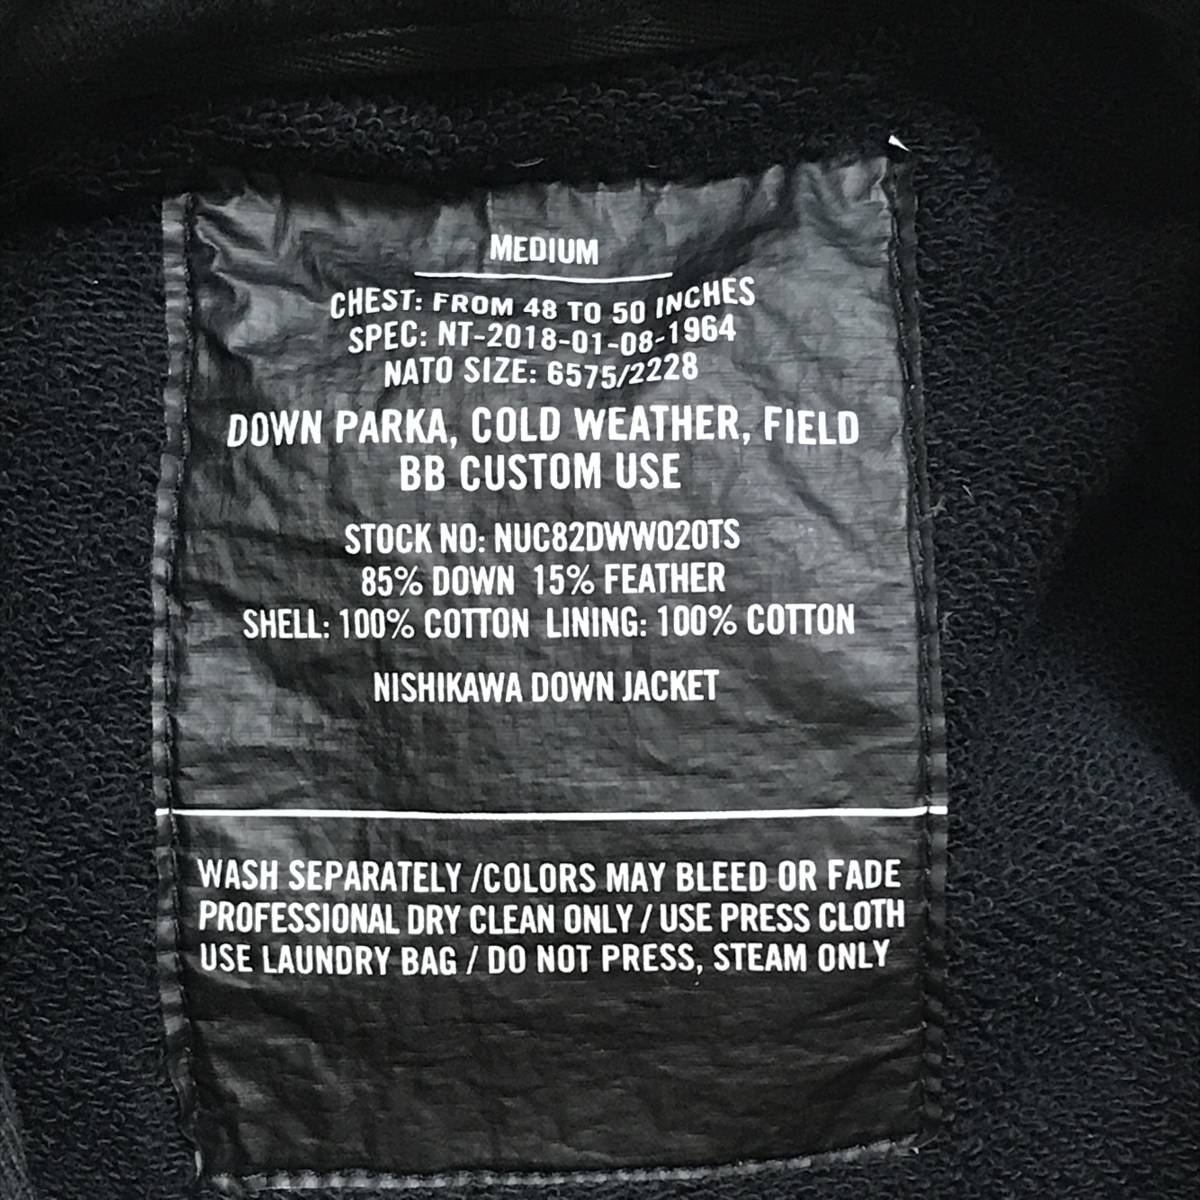 MEDIUM
CHEST: FROM 48 TO 50 INCHES
SPEC: NT-2018-01-08-1964
NATO SIZE: 6575/2228
DOWN PARKA, COLD WEATHER, FIELD
BB CUSTOM USE
STOCK NO: NUC82DWW020TS
85% DOWN 15% FEATHER
SHELL: 100% COTTON LINING: 100% COTTON
NISHIKAWA DOWN JACKET
WASH SEPARATELY /COLORS MAY BLEED OR FADE
PROFESSIONAL DRY CLEAN ONLY / USE PRESS CLOTH
USE LAUNDRY BAG / DO NOT PRESS, STEAM ONLY